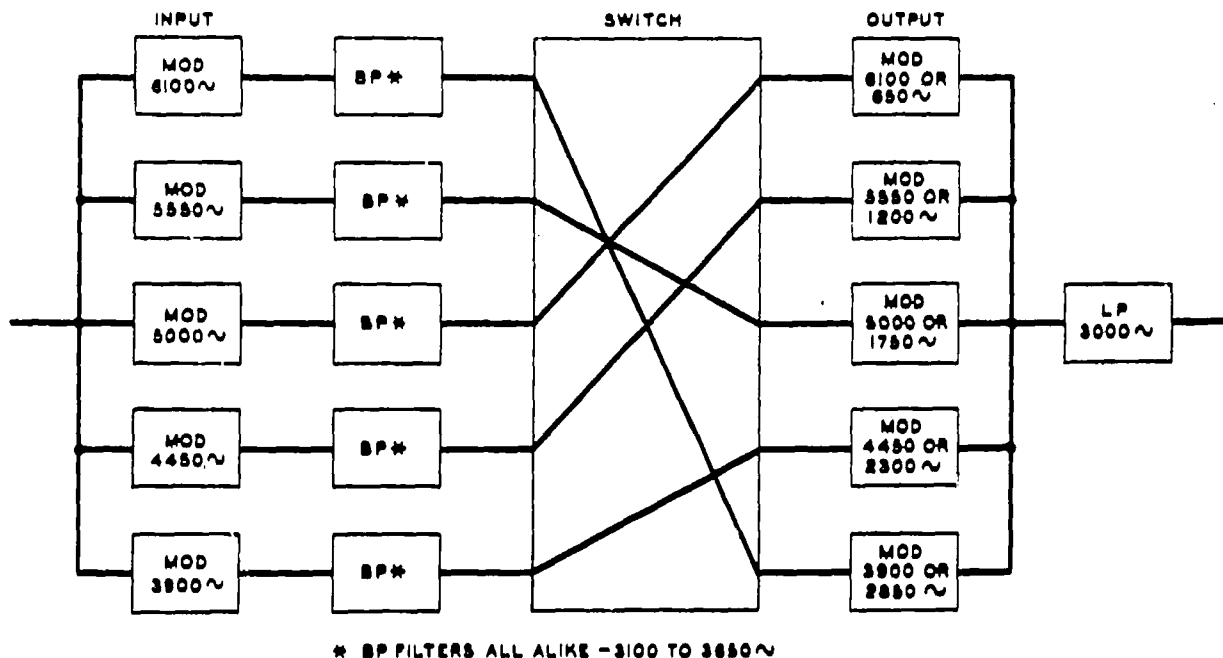 INPUT
SWITCH
OUTPUT
MOD
6100~
BP*
MOD
6100 OR
650~
MOD
5550~
BP*
MOD
5550 OR
1200~
MOD
5000~
BP*
MOD
5000 OR
1750~
LP
3000~
MOD
4450~
BP*
MOD
4450 OR
2300~
MOD
3900~
BP*
MOD
3900 OR
2850~
* BP FILTERS ALL ALIKE -3100 TO 3650~